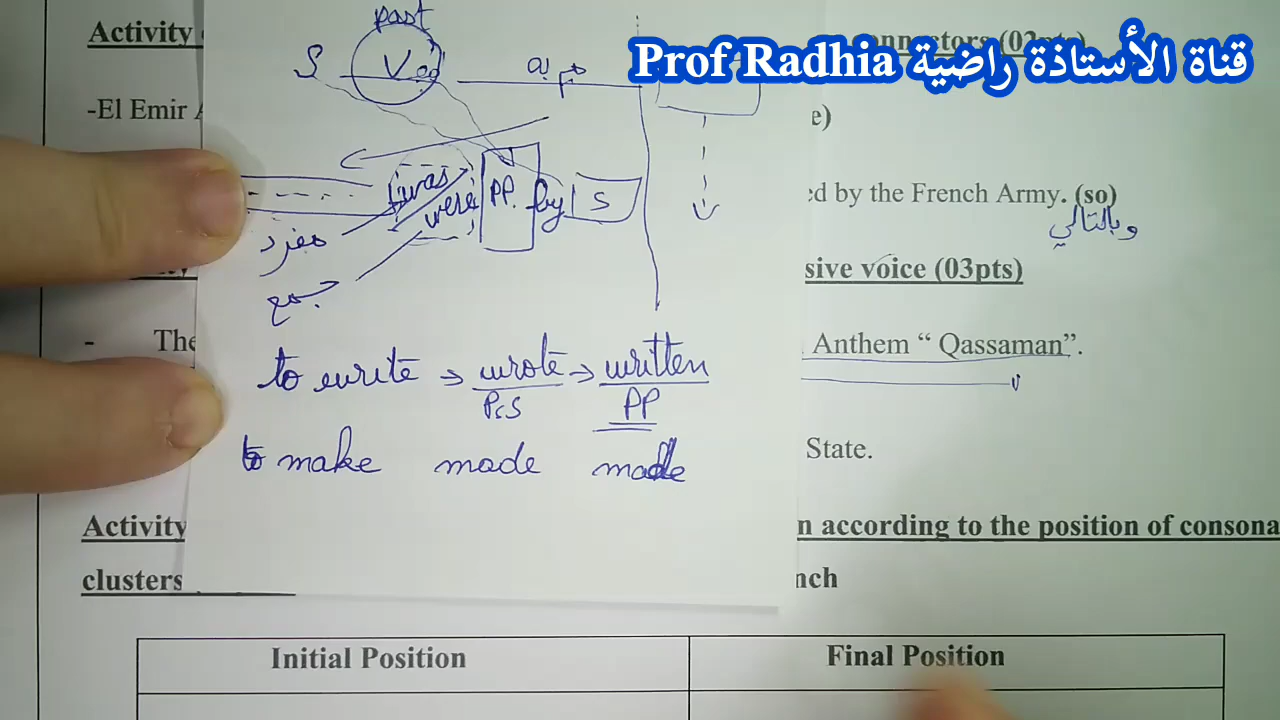 Prof Radhia قناة الأستاذة راضية
Activity
-El Emir
past
S Ved مفعول به
was
were PP. by S
مفرد
جمع
ed by the French Army. (so)
وبالتالي
sive voice (03pts)
The
Anthem “ Qassaman”.
to write → wrote → written
P.S PP
to make made made
State.
Activity
n according to the position of consona
clusters
nch
Initial Position Final Position